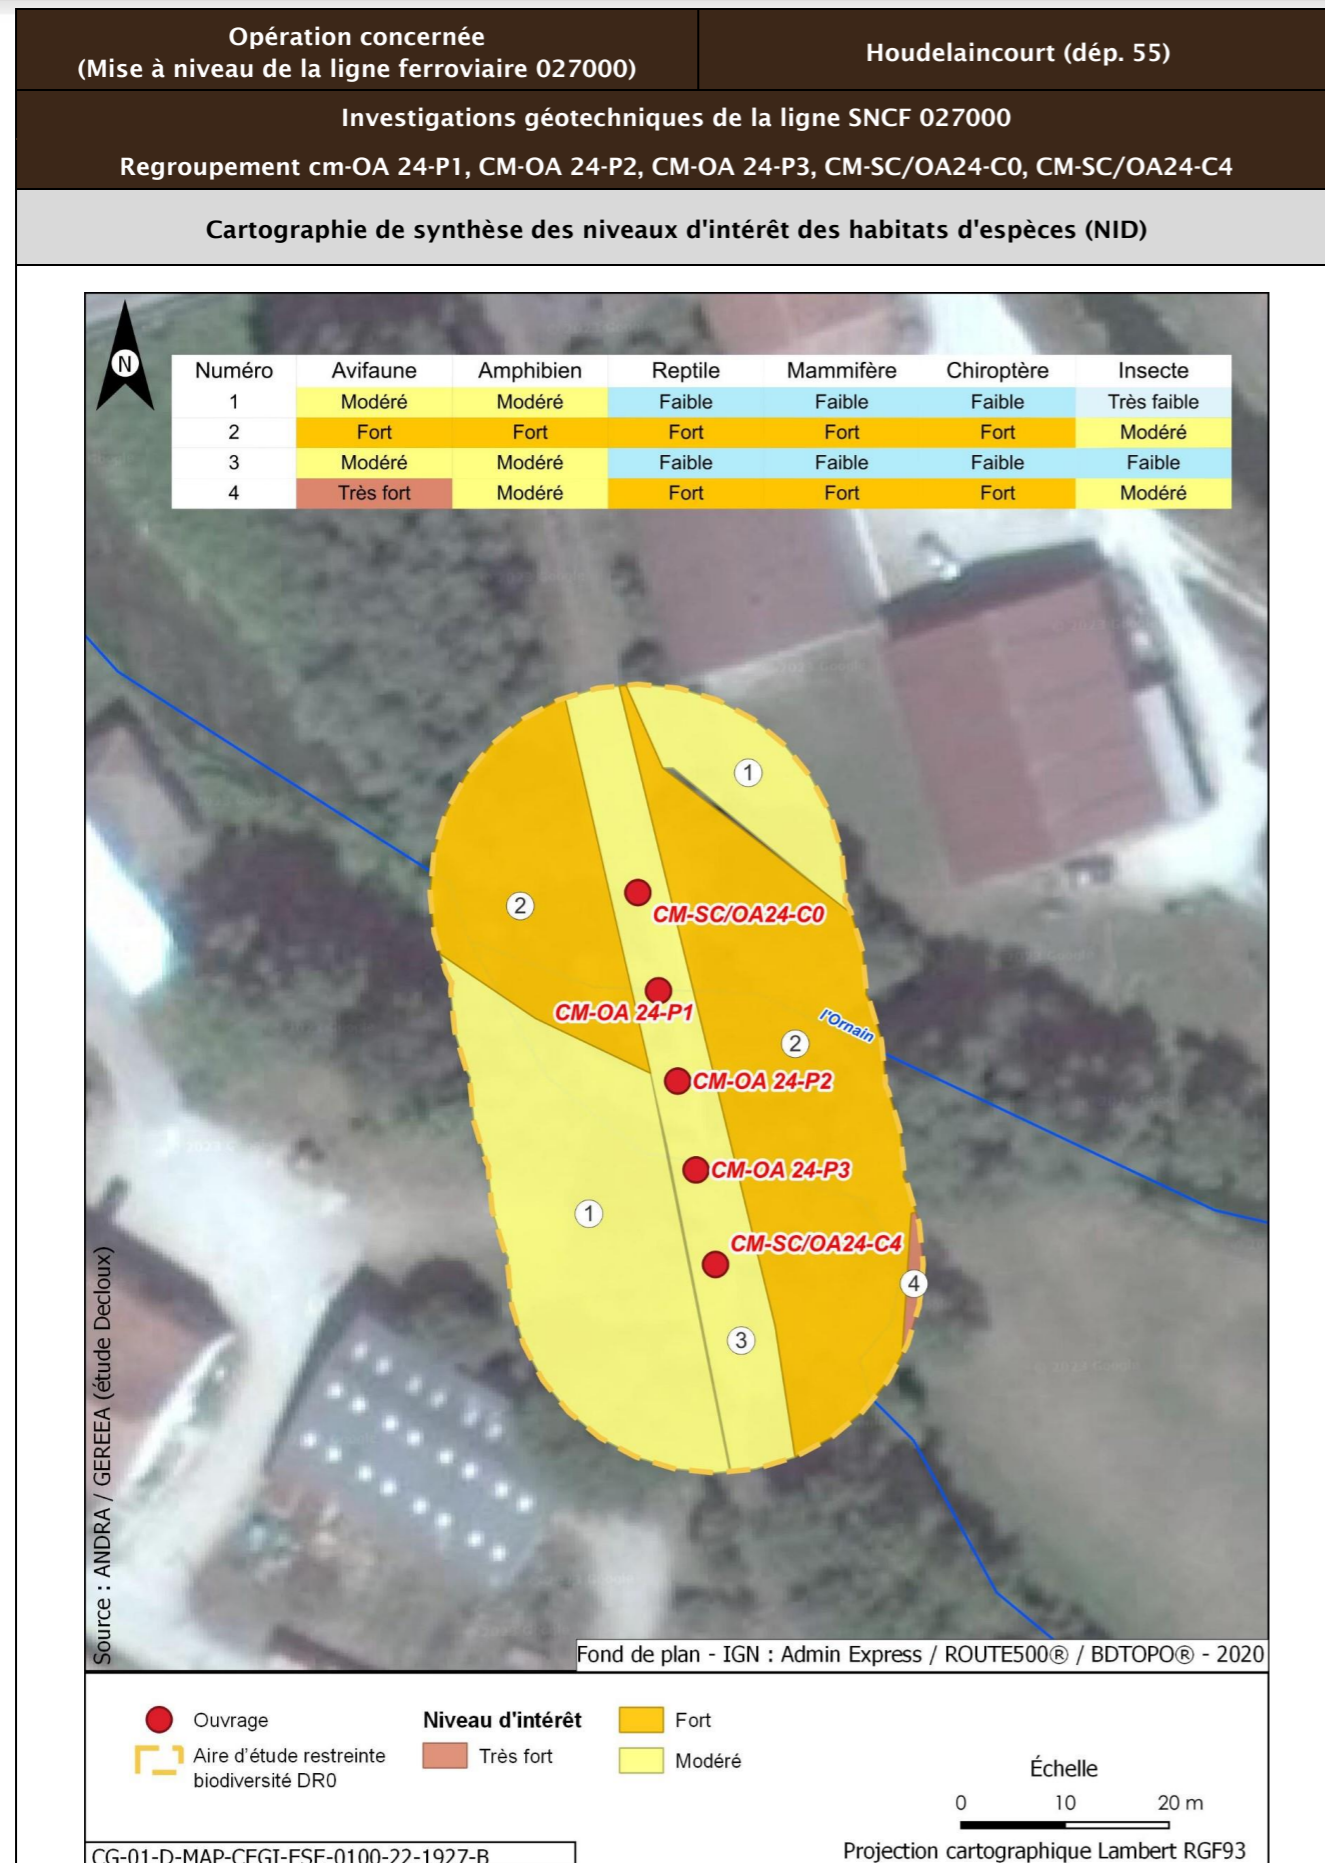 Opération concernée
(Mise à niveau de la ligne ferroviaire 027000)
Houdelaincourt (dép. 55)
Investigations géotechniques de la ligne SNCF 027000
Regroupement cm-OA 24-P1, CM-OA 24-P2, CM-OA 24-P3, CM-SC/OA24-C0, CM-SC/OA24-C4
Cartographie de synthèse des niveaux d'intérêt des habitats d'espèces (NID)
N
Numéro Avifaune Amphibien Reptile Mammifère Chiroptère Insecte
1 Modéré Modéré Faible Faible Faible Très faible
2 Fort Fort Fort Fort Fort Modéré
3 Modéré Modéré Faible Faible Faible Faible
4 Très fort Modéré Fort Fort Fort Modéré
1
2
CM-SC/OA24-C0
CM-OA 24-P1
l'Ornain
2
CM-OA 24-P2
CM-OA 24-P3
1
CM-SC/OA24-C4
4
3
Source : ANDRA / GEREEA (étude Decloux)
Fond de plan - IGN : Admin Express / ROUTE500® / BDTOPO® - 2020
Ouvrage
Aire d'étude restreinte
biodiversité DR0
Niveau d'intérêt
Très fort
Fort
Modéré
Échelle
0 10 20 m
Projection cartographique Lambert RGF93
CG-01-D-MAP-CEGI-ESE-0100-22-1927-B